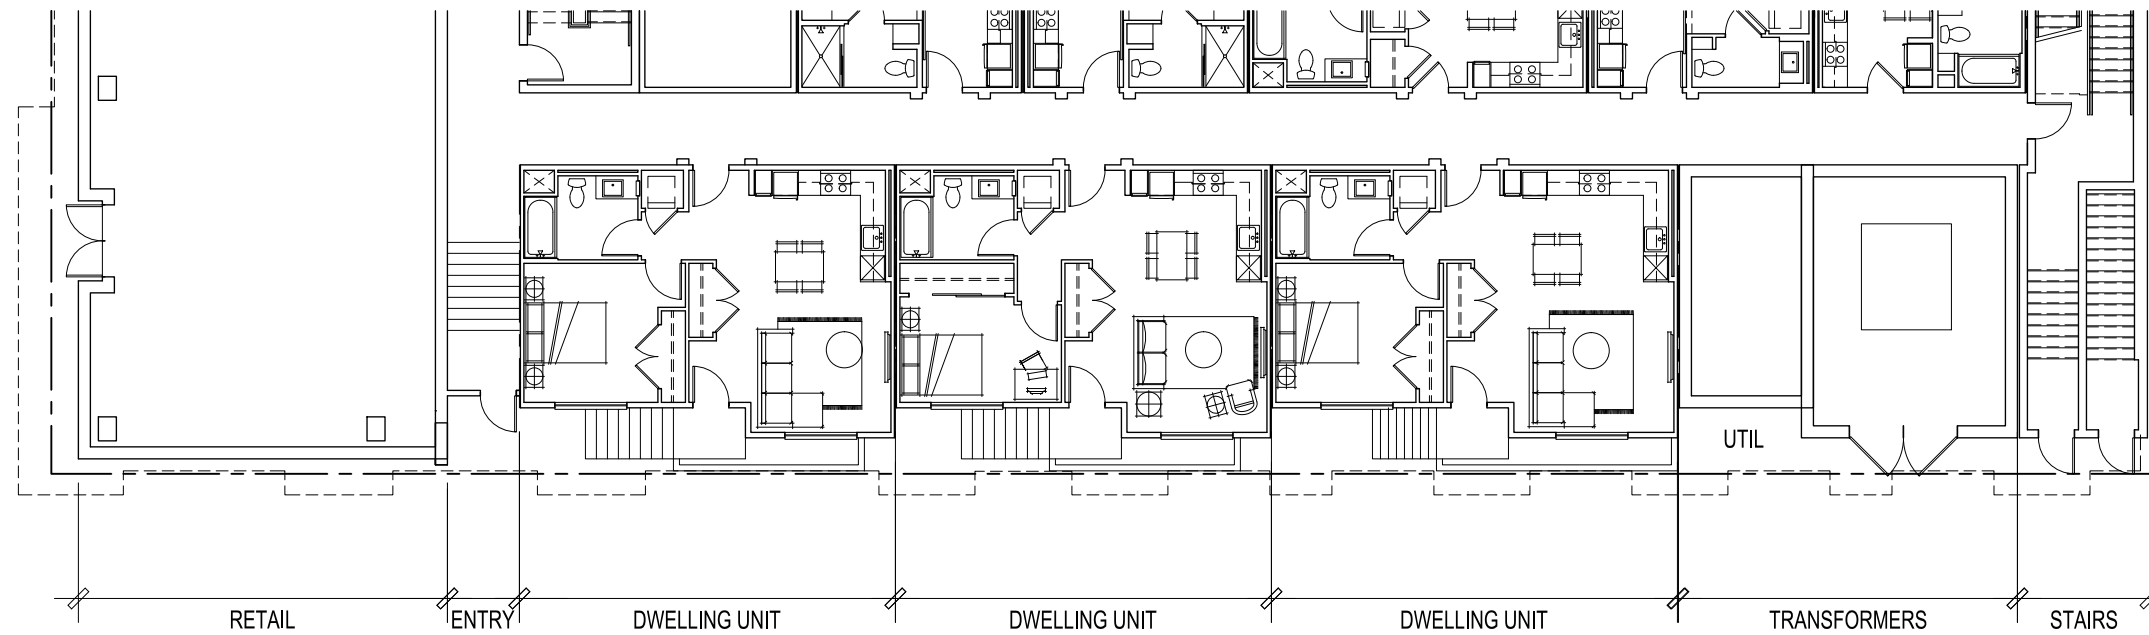 UTIL
RETAIL
ENTRY
DWELLING UNIT
DWELLING UNIT
DWELLING UNIT
TRANSFORMERS
STAIRS